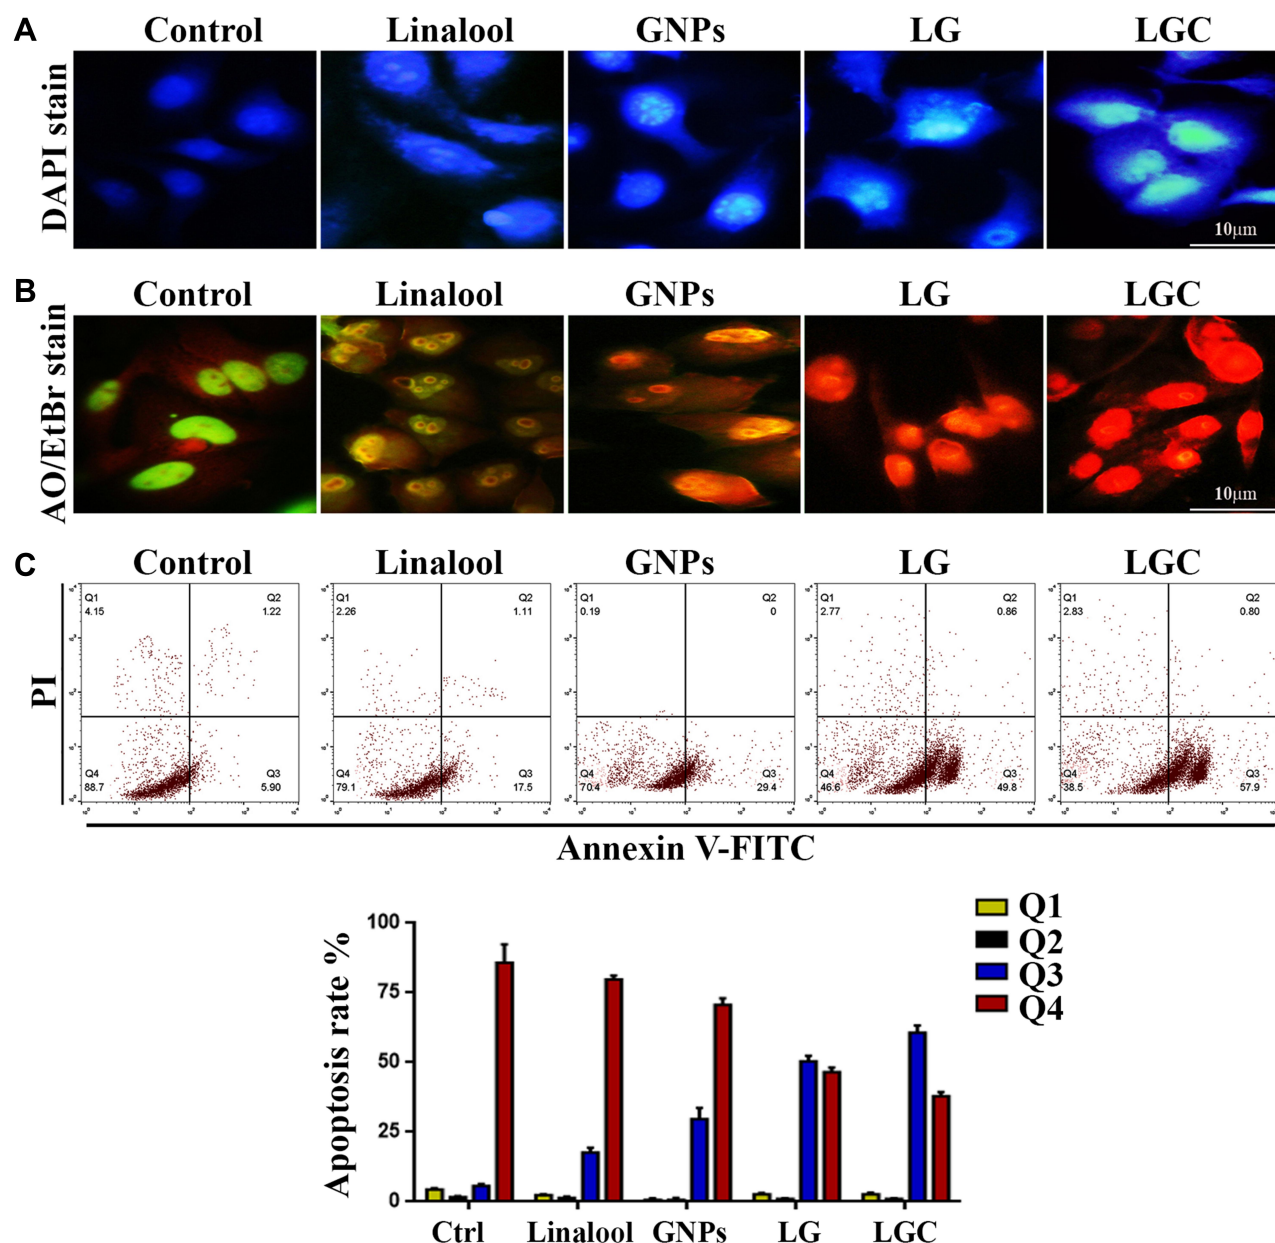 A
Control Linalool GNPs LG LGC
DAPI stain
10μm
B
Control Linalool GNPs LG LGC
AO/EtBr stain
10μm
C
Control Linalool GNPs LG LGC
Q1 Q2 Q1 Q2 Q1 Q2 Q1 Q2 Q1 Q2
4.15 1.22 2.26 1.11 0.19 0 2.77 0.86 2.83 0.80
PI
Q4 Q3 Q4 Q3 Q4 Q3 Q4 Q3 Q4 Q3
88.7 5.90 79.1 17.5 70.4 29.4 46.6 49.8 38.5 57.9
Annexin V-FITC
Apoptosis rate %
100
75
50
25
0
Q1
Q2
Q3
Q4
Ctrl Linalool GNPs LG LGC